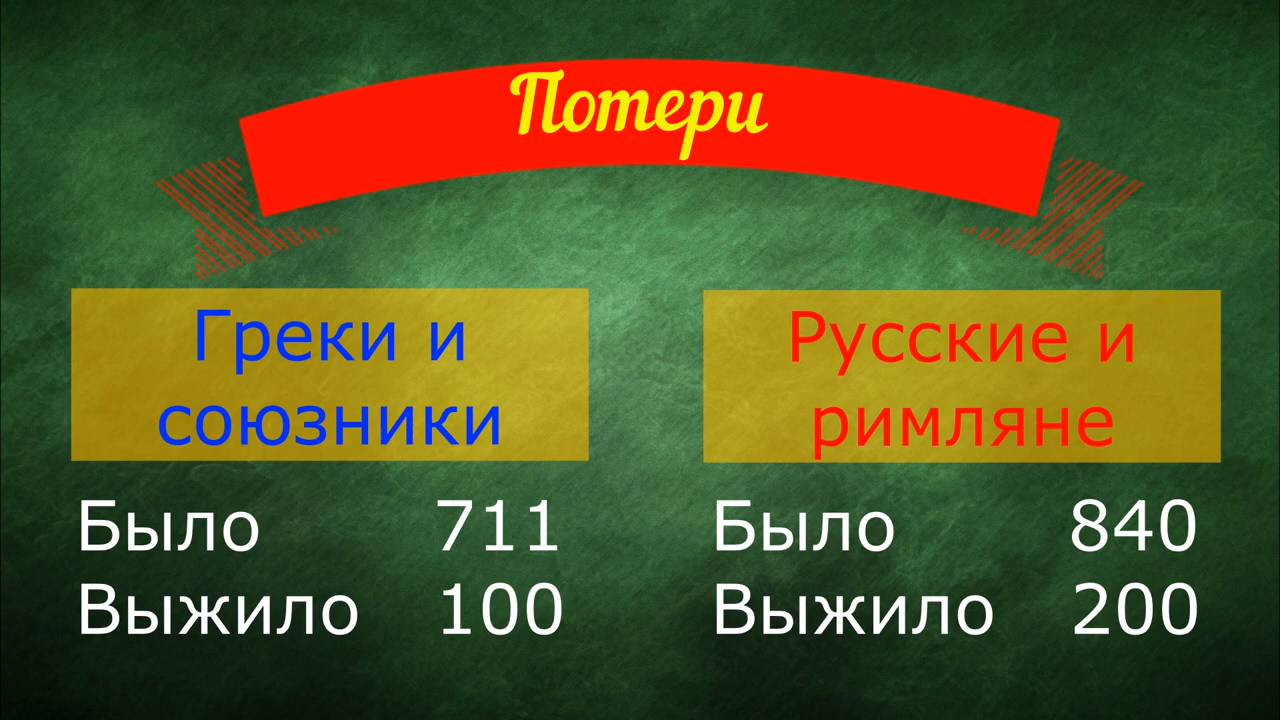 Потери
Греки и
союзники
Было 711
Выжило 100
Русские и
римляне
Было 840
Выжило 200